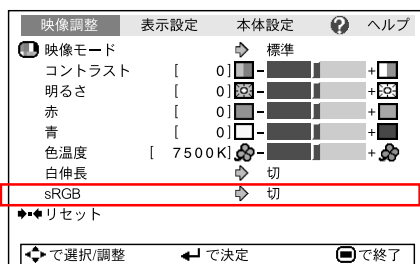 映像調整 表示設定 本体設定 ? ヘルプ
映像モード 標準
コントラスト [ 0] - +
明るさ [ 0] - +
赤 [ 0] - +
青 [ 0] - +
色温度 [ 7500K] - +
白伸長 切
sRGB 切
リセット
で選択/調整 で決定 で終了